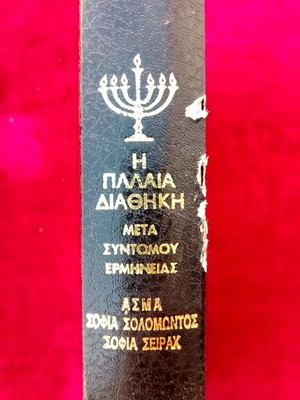 Η
ΠΑΛΑΙΑ
ΔΙΑΘΗΚΗ
ΜΕΤΑ
ΣΥΝΤΟΜΟΥ
ΕΡΜΗΝΕΙΑΣ
ΑΣΜΑ
ΣΟΦΙΑ ΣΟΛΟΜΩΝΤΟΣ
ΣΟΦΙΑ ΣΕΙΡΑΧ